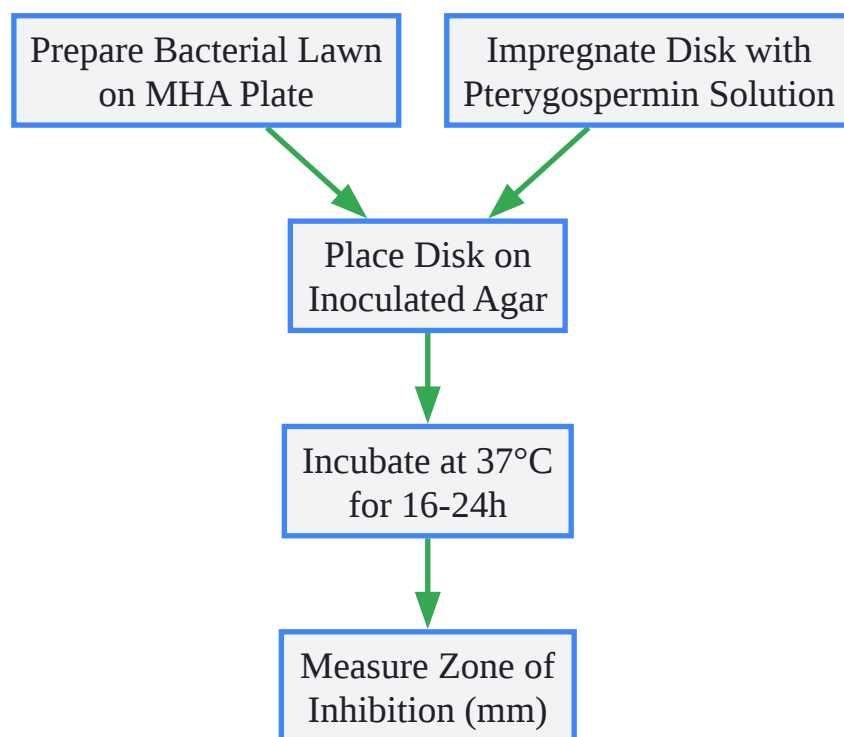 Prepare Bacterial Lawn
on MHA Plate
Impregnate Disk with
Pterygospermin Solution
Place Disk on
Inoculated Agar
Incubate at 37°C
for 16-24h
Measure Zone of
Inhibition (mm)